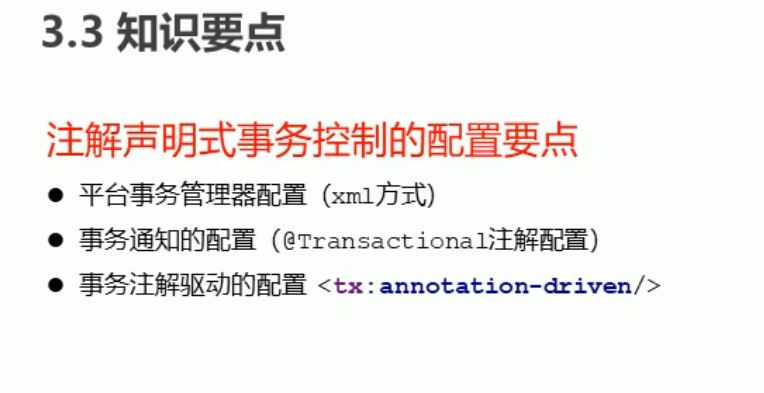 3.3 知识要点
注解声明式事务控制的配置要点
● 平台事务管理器配置（xml方式）
● 事务通知的配置（@Transactional注解配置）
● 事务注解驱动的配置 <tx:annotation-driven/>